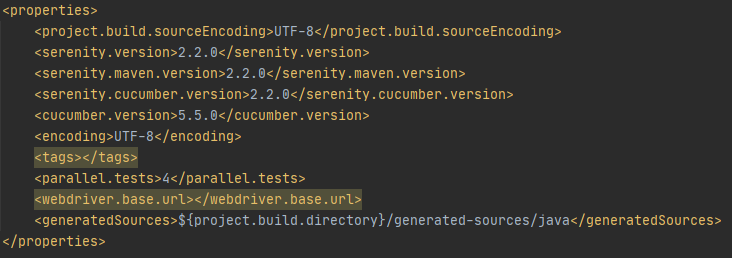 <properties>
<project.build.sourceEncoding>UTF-8</project.build.sourceEncoding>
<serenity.version>2.2.0</serenity.version>
<serenity.maven.version>2.2.0</serenity.maven.version>
<serenity.cucumber.version>2.2.0</serenity.cucumber.version>
<cucumber.version>5.5.0</cucumber.version>
<encoding>UTF-8</encoding>
<tags></tags>
<parallel.tests>4</parallel.tests>
<webdriver.base.url></webdriver.base.url>
<generatedSources>${project.build.directory}/generated-sources/java</generatedSources>
</properties>